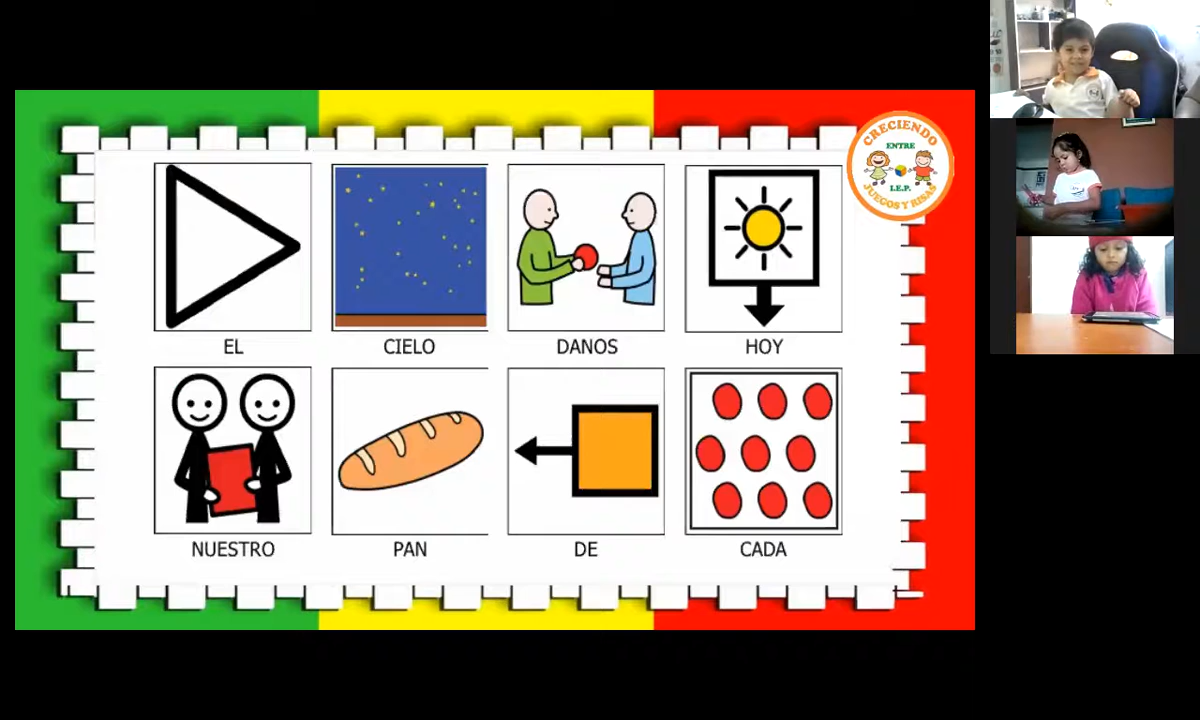 CRECIENDO
ENTRE
I.E.P.
JUEGOS Y RISAS
EL CIELO DANOS HOY
NUESTRO PAN DE CADA